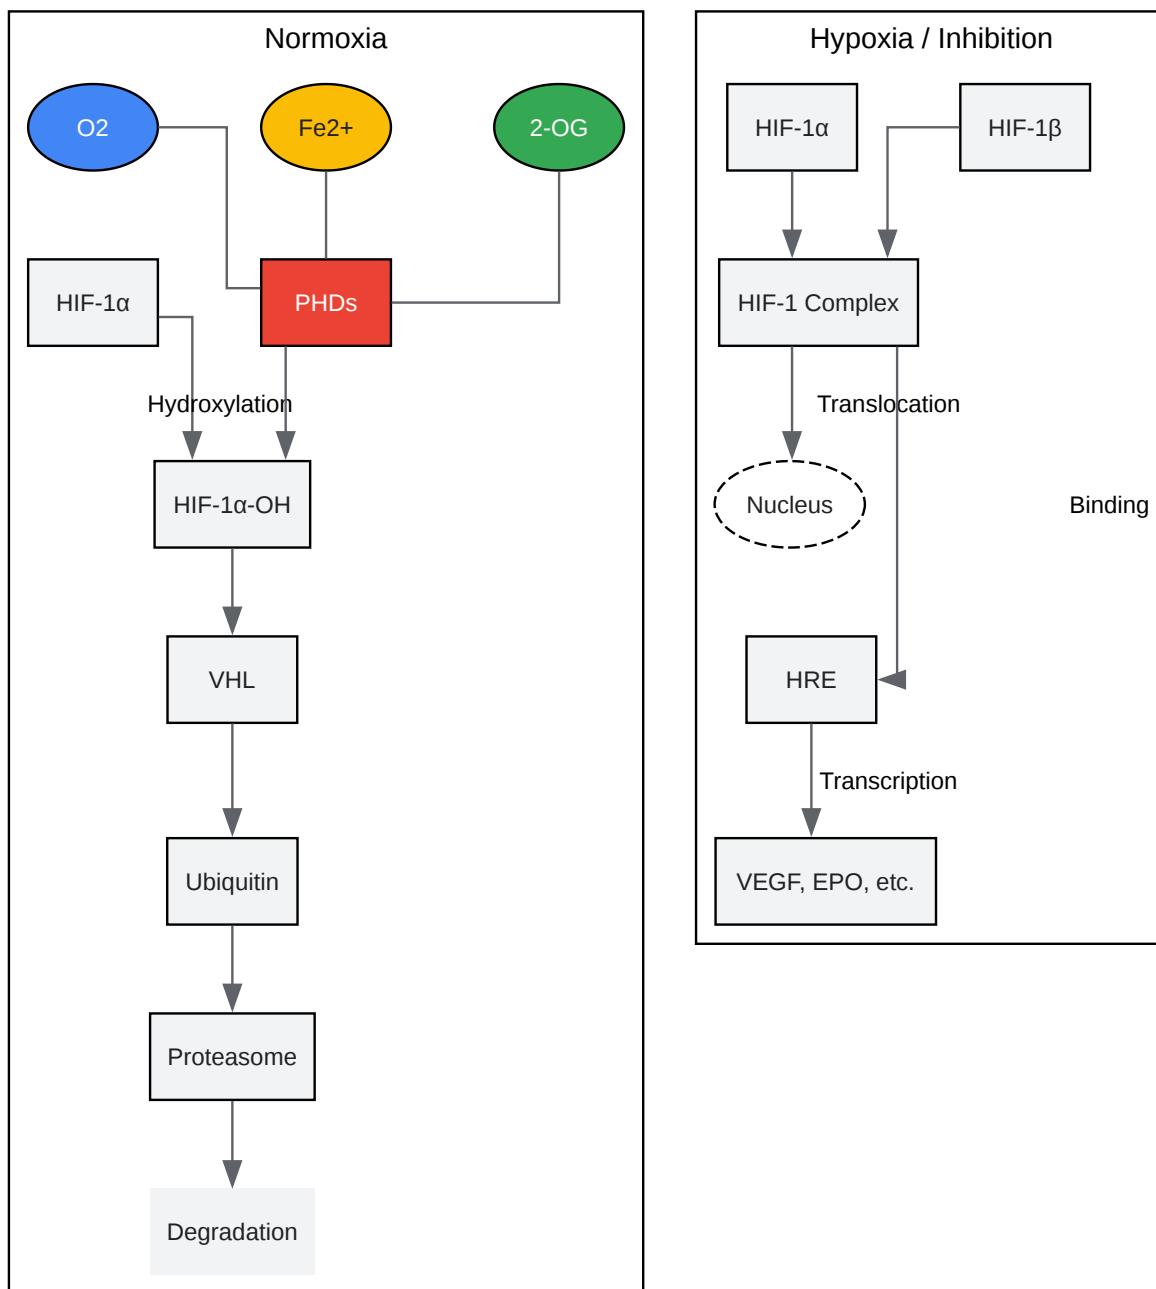 Normoxia
O2
Fe2+
2-OG
HIF-1α
PHDs
Hydroxylation
HIF-1α-OH
VHL
Ubiquitin
Proteasome
Degradation
Hypoxia / Inhibition
HIF-1α
HIF-1β
HIF-1 Complex
Translocation
Nucleus
Binding
HRE
Transcription
VEGF, EPO, etc.